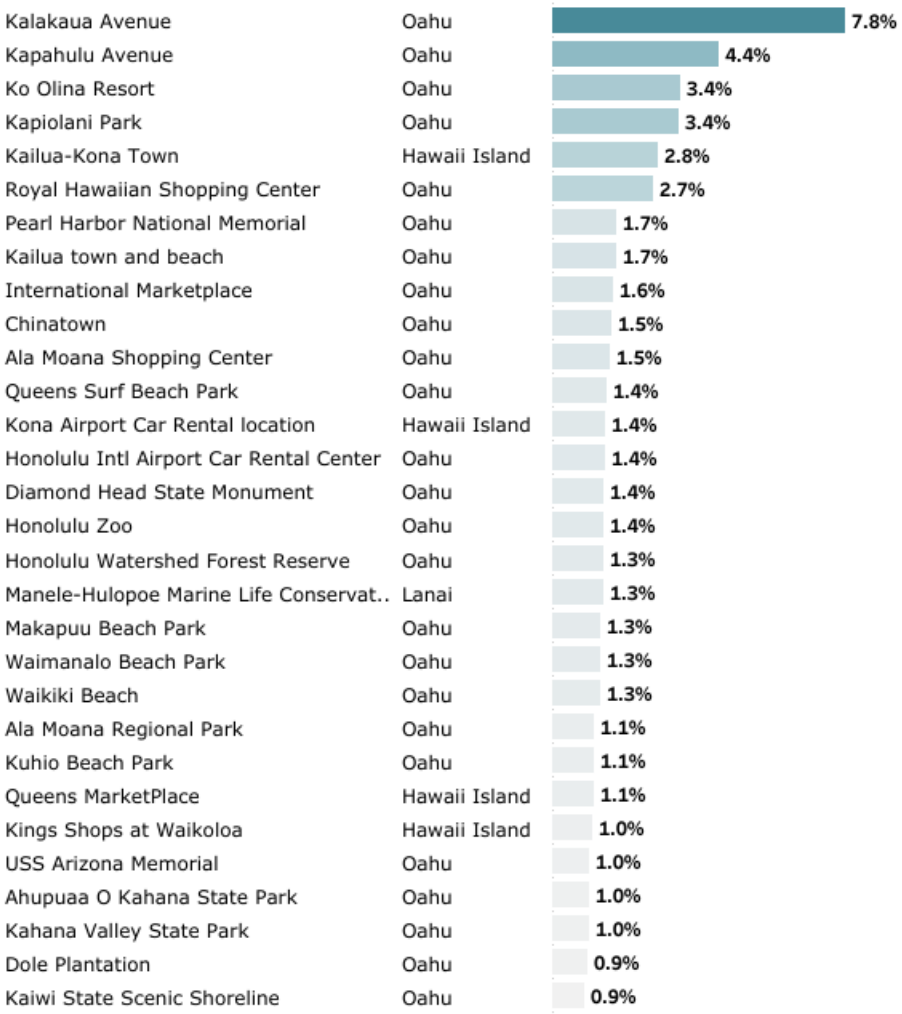 Kalakaua Avenue Oahu 7.8%
Kapahulu Avenue Oahu 4.4%
Ko Olina Resort Oahu 3.4%
Kapiolani Park Oahu 3.4%
Kailua-Kona Town Hawaii Island 2.8%
Royal Hawaiian Shopping Center Oahu 2.7%
Pearl Harbor National Memorial Oahu 1.7%
Kailua town and beach Oahu 1.7%
International Marketplace Oahu 1.6%
Chinatown Oahu 1.5%
Ala Moana Shopping Center Oahu 1.5%
Queens Surf Beach Park Oahu 1.4%
Kona Airport Car Rental location Hawaii Island 1.4%
Honolulu Intl Airport Car Rental Center Oahu 1.4%
Diamond Head State Monument Oahu 1.4%
Honolulu Zoo Oahu 1.4%
Honolulu Watershed Forest Reserve Oahu 1.3%
Manele-Hulopoe Marine Life Conservat.. Lanai 1.3%
Makapuu Beach Park Oahu 1.3%
Waimanalo Beach Park Oahu 1.3%
Waikiki Beach Oahu 1.3%
Ala Moana Regional Park Oahu 1.1%
Kuhio Beach Park Oahu 1.1%
Queens MarketPlace Hawaii Island 1.1%
Kings Shops at Waikoloa Hawaii Island 1.0%
USS Arizona Memorial Oahu 1.0%
Ahupuaa O Kahana State Park Oahu 1.0%
Kahana Valley State Park Oahu 1.0%
Dole Plantation Oahu 0.9%
Kaiwi State Scenic Shoreline Oahu 0.9%